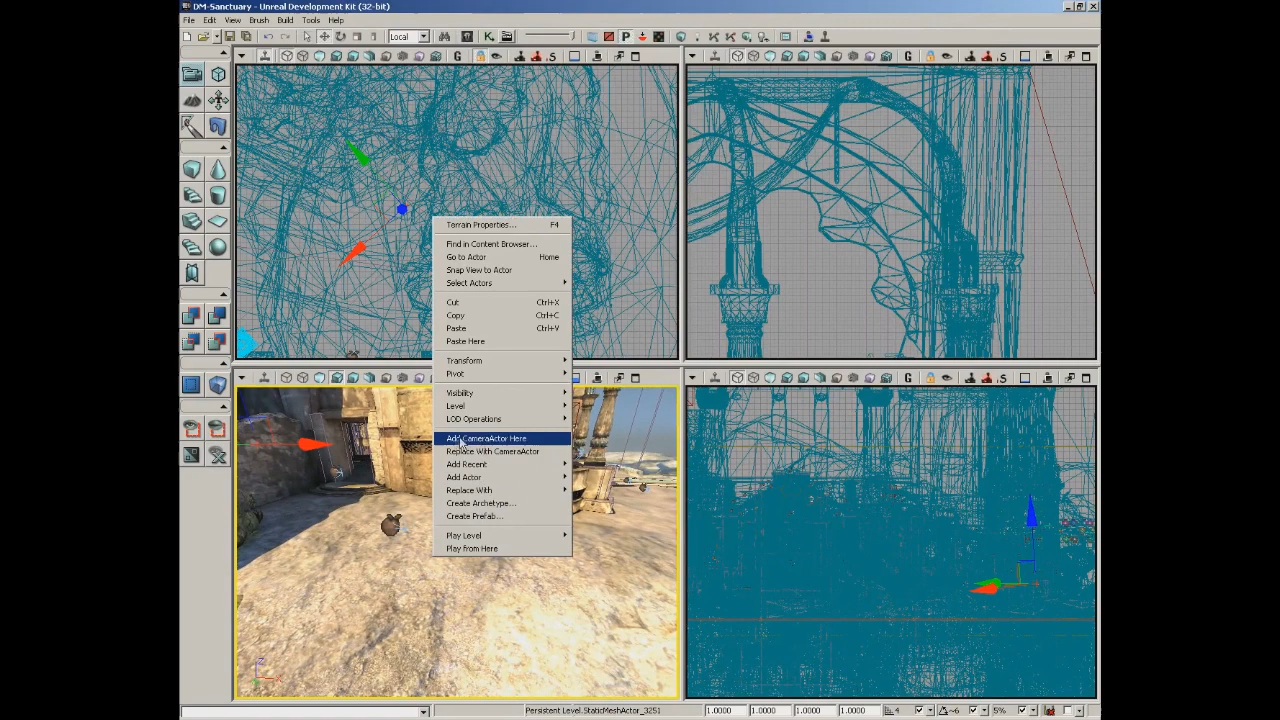 DM-Sanctuary - Unreal Development Kit (32-bit)
File Edit View Brush Build Tools Help
Local
G
S
G
S
Terrain Properties... F4
Find in Content Browser...
Go to Actor Home
Snap View to Actor
Select Actors
Cut Ctrl+X
Copy Ctrl+C
Paste Ctrl+V
Paste Here
Transform
Pivot
Visibility
Level
LOD Operations
Add CameraActor Here
Replace With CameraActor
Add Recent
Add Actor
Replace With
Create Archetype...
Create Prefab...
Play Level
Play from Here
G
S
Persistent Level.StaticMeshActor_3251 1.0000 1.0000 1.0000 1.0000 4 ~6 5%